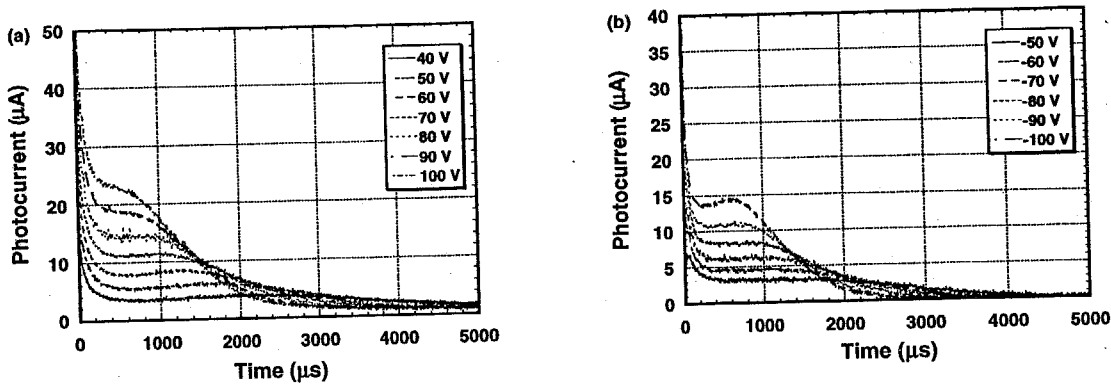 (a)
50
40
30
20
10
0
Photocurrent (μA)
40 V
50 V
60 V
70 V
80 V
90 V
100 V
0 1000 2000 3000 4000 5000
Time (μs)
(b)
40
35
30
25
20
15
10
5
0
Photocurrent (μA)
-50 V
-60 V
-70 V
-80 V
-90 V
-100 V
0 1000 2000 3000 4000 5000
Time (μs)